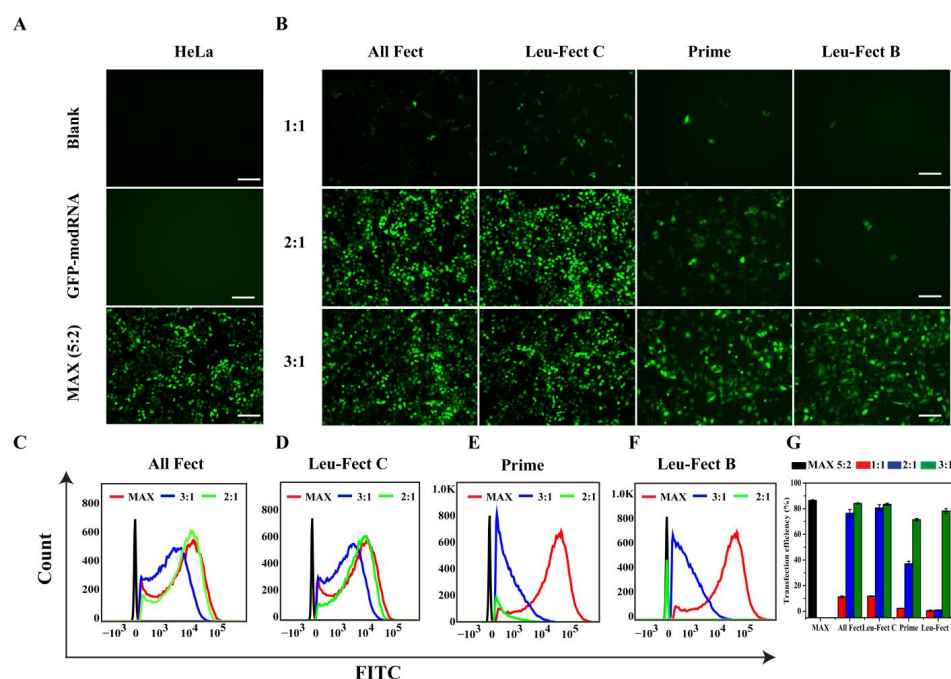 A
B
HeLa
All Fect
Leu-Fect C
Prime
Leu-Fect B
Blank
GFP-modRNA
MAX (5:2)
1:1
2:1
3:1
C
D
E
F
G
All Fect
MAX 3:1 2:1
800
600
400
200
0
−10³ 0 10³ 10⁴ 10⁵
Leu-Fect C
MAX 3:1 2:1
800
600
400
200
0
−10³ 0 10³ 10⁴ 10⁵
Prime
MAX 3:1 2:1
1.0K
800
600
400
200
0
−10³ 0 10³ 10⁴ 10⁵
Leu-Fect B
MAX 3:1 2:1
1.0K
800
600
400
200
0
−10³ 0 10³ 10⁴ 10⁵
MAX 5:2 1:1 2:1 3:1
Transfection efficiency (%)
100
80
60
40
20
0
MAX All Fect Leu-Fect C Prime Leu-Fect
Count
FITC